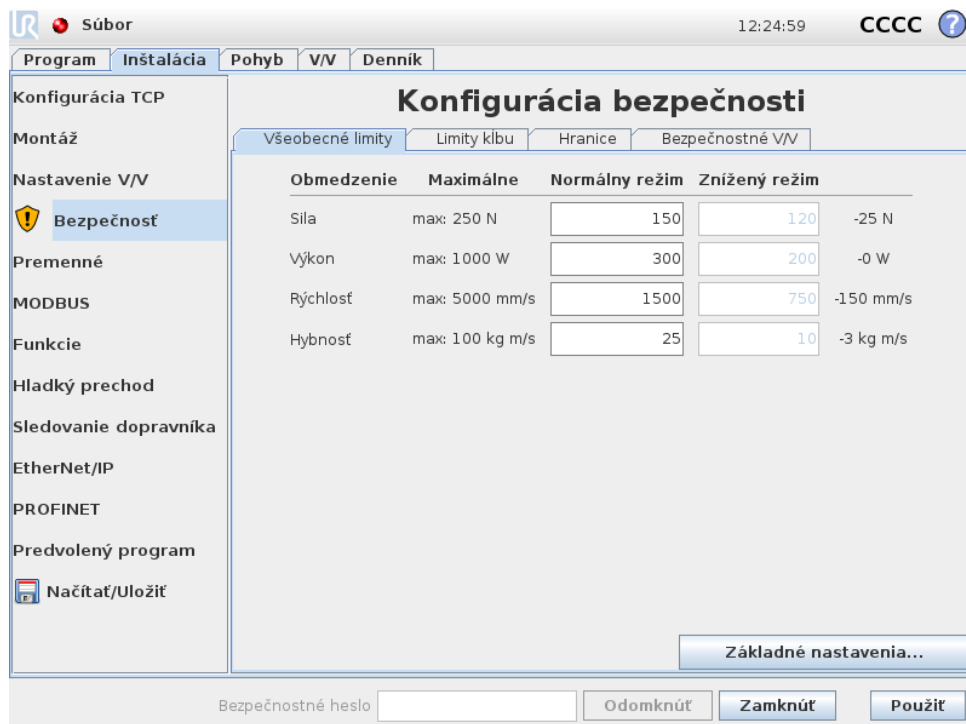 UR Súbor 12:24:59 CCCC ?
Program Inštalácia Pohyb V/V Denník
Konfigurácia TCP
Montáž
Nastavenie V/V
Bezpečnosť
Premenné
MODBUS
Funkcie
Hladký prechod
Sledovanie dopravníka
EtherNet/IP
PROFINET
Predvolený program
Načítať/Uložiť
Konfigurácia bezpečnosti
Všeobecné limity Limity kĺbu Hranice Bezpečnostné V/V
Obmedzenie Maximálne Normálny režim Znížený režim
Sila max: 250 N 150 120 -25 N
Výkon max: 1000 W 300 200 -0 W
Rýchlosť max: 5000 mm/s 1500 750 -150 mm/s
Hybnosť max: 100 kg m/s 25 10 -3 kg m/s
Základné nastavenia...
Bezpečnostné heslo Odomknúť Zamknúť Použiť